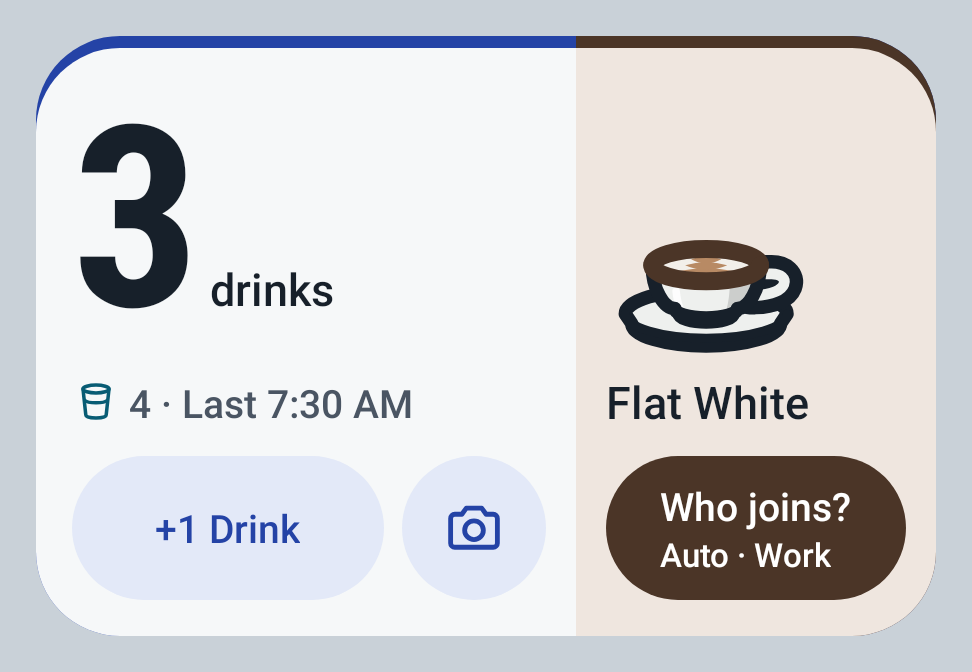 3 drinks
4 · Last 7:30 AM
+1 Drink
Flat White
Who joins?
Auto · Work